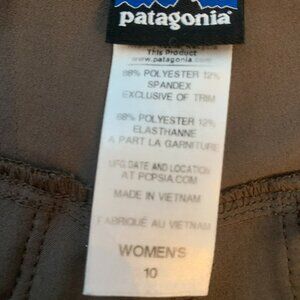 patagonia
This Product
www.patagonia.com
88% POLYESTER 12%
SPANDEX
EXCLUSIVE OF TRIM
88% POLYESTER 12%
ELASTHANNE
A PART LA GARNITURE
MFG. DATE AND LOCATION
AT PCPSIA.COM
MADE IN VIETNAM
FABRIQUÉ AU VIETNAM
WOMEN'S
10